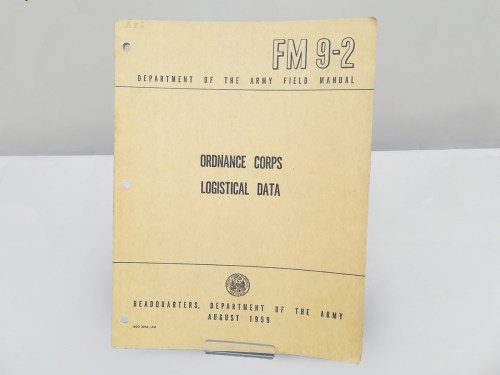 FM 9-2
DEPARTMENT OF THE ARMY FIELD MANUAL
ORDNANCE CORPS
LOGISTICAL DATA
HEADQUARTERS, DEPARTMENT OF THE ARMY
AUGUST 1959